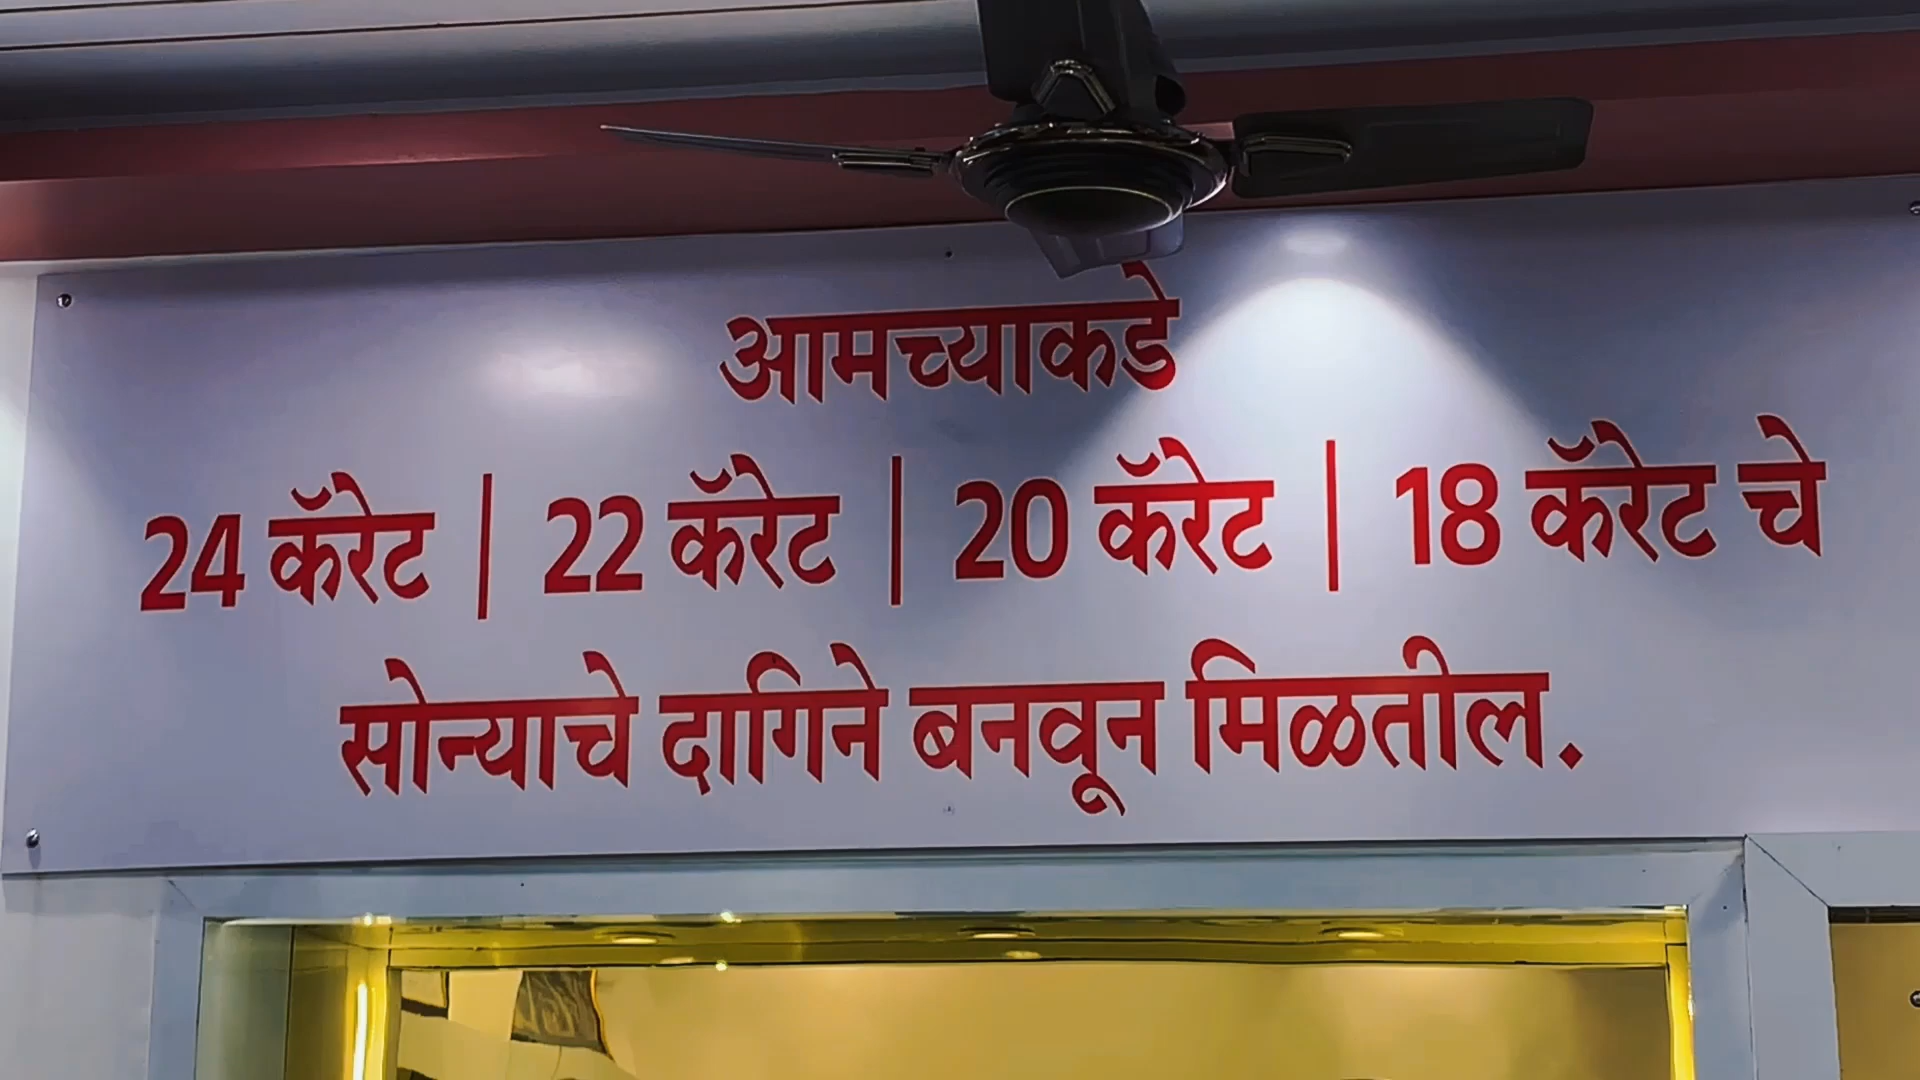 आमच्याकडे
24 कॅरेट | 22 कॅरेट | 20 कॅरेट | 18 कॅरेट चे
सोन्याचे दागिने बनवून मिळतील.